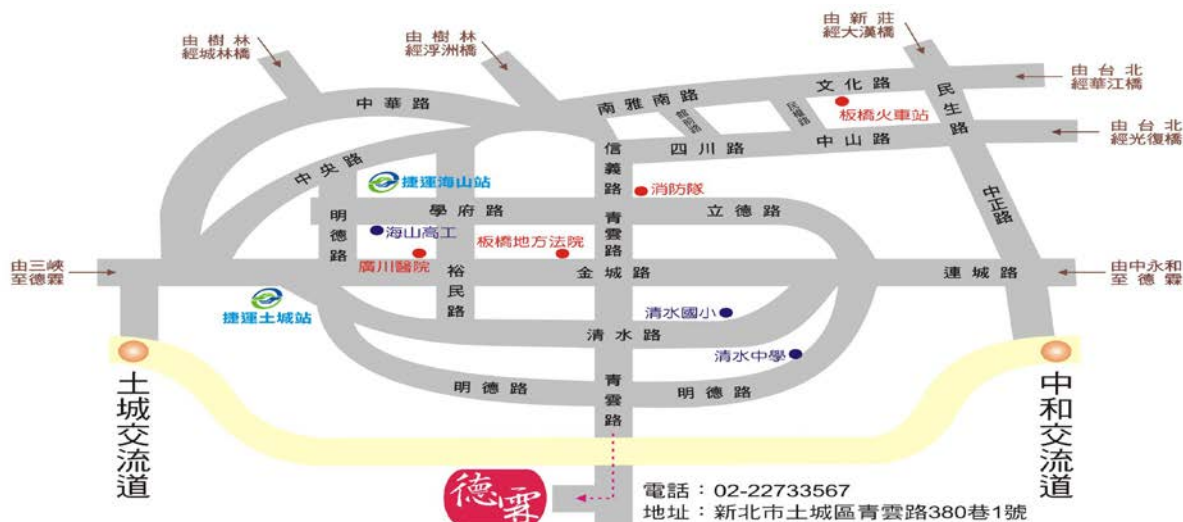 由樹林
經城林橋
由樹林
經浮洲橋
由新莊
經大漢橋
由台北
經華江橋
由台北
經光復橋
中華路
南雅南路
文化路
民生路
板橋火車站
四川路
中山路
信義路
中央路
捷運海山站
消防隊
中正路
明德路
學府路
青雲路
立德路
海山高工
板橋地方法院
廣川醫院
由三峽
至德霖
金城路
連城路
由中永和
至德霖
裕民路
捷運土城站
清水國小
清水路
清水中學
明德路
青雲路
明德路
土城交流道
中和交流道
德霖
電話：02-22733567
地址：新北市土城區青雲路380巷1號